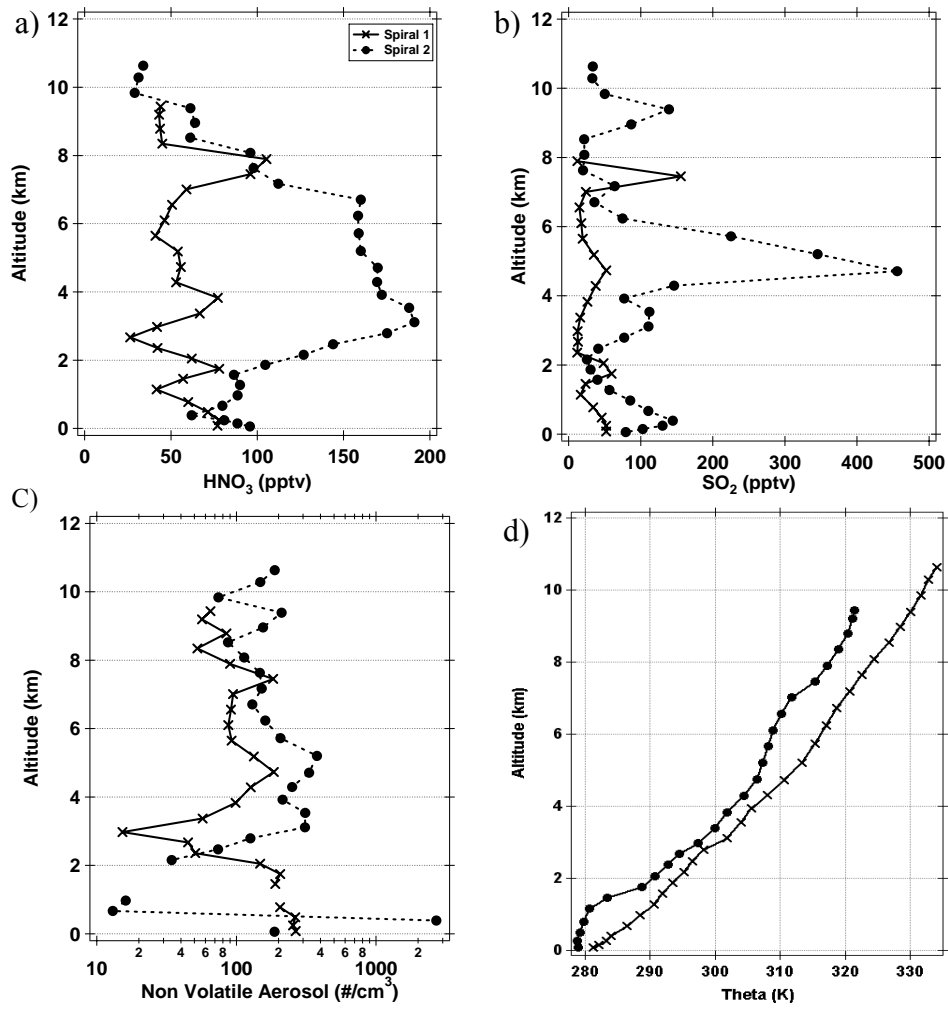 a)
12
10
8
6
4
2
0
Altitude (km)
Spiral 1
Spiral 2
0 50 100 150 200
HNO3 (pptv)
b)
12
10
8
6
4
2
0
Altitude (km)
0 100 200 300 400 500
SO2 (pptv)
C)
12
10
8
6
4
2
0
Altitude (km)
2 4 6 8 2 4 6 8 2
10 100 1000
Non Volatile Aerosol (#/cm3)
d)
12
10
8
6
4
2
0
Altitude (km)
280 290 300 310 320 330
Theta (K)